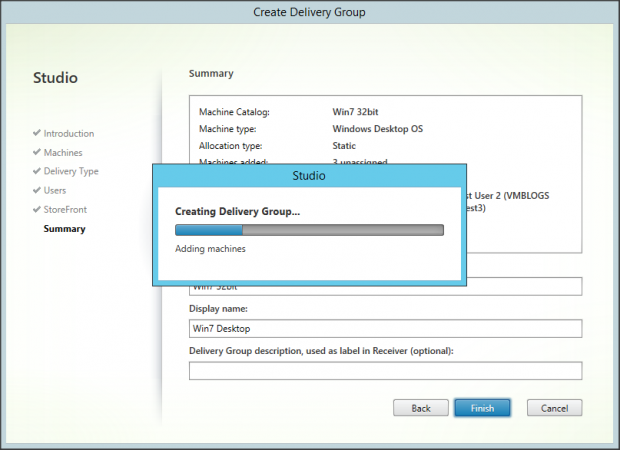 Create Delivery Group
Studio
Introduction
Machines
Delivery Type
Users
StoreFront
Summary
Summary
Machine Catalog: Win7 32bit
Machine type: Windows Desktop OS
Allocation type: Static
Machines added: 3 unassigned
st User 2 (VMBLOGS
est3)
Studio
Creating Delivery Group...
Adding machines
Win7 32bit
Display name:
Win7 Desktop
Delivery Group description, used as label in Receiver (optional):
Back Finish Cancel